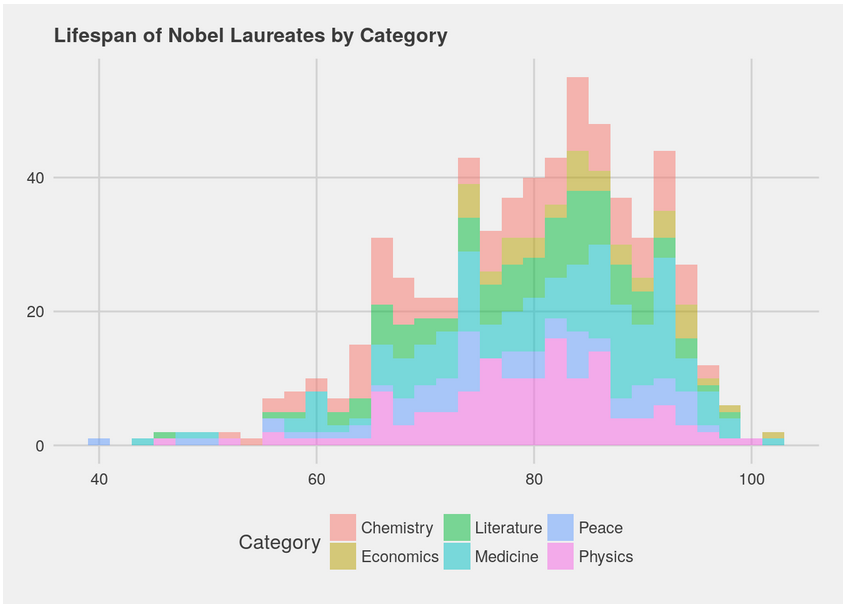 Lifespan of Nobel Laureates by Category
40
20
0
40 60 80 100
Category
Chemistry Literature Peace
Economics Medicine Physics